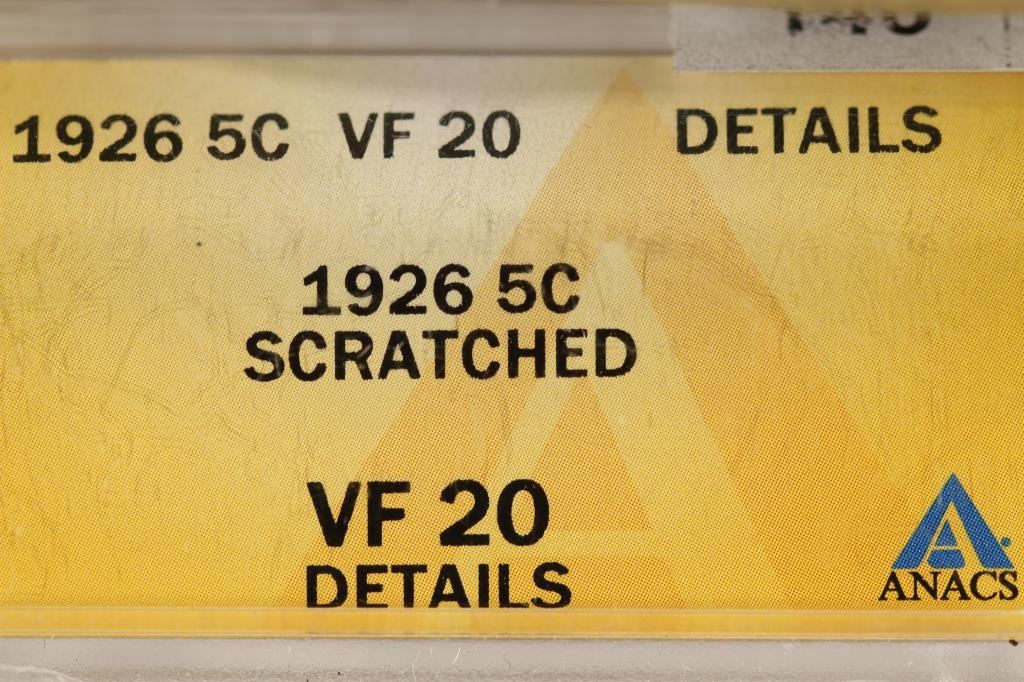 1926 5C VF 20 DETAILS
1926 5C
SCRATCHED
VF 20
DETAILS
ANACS